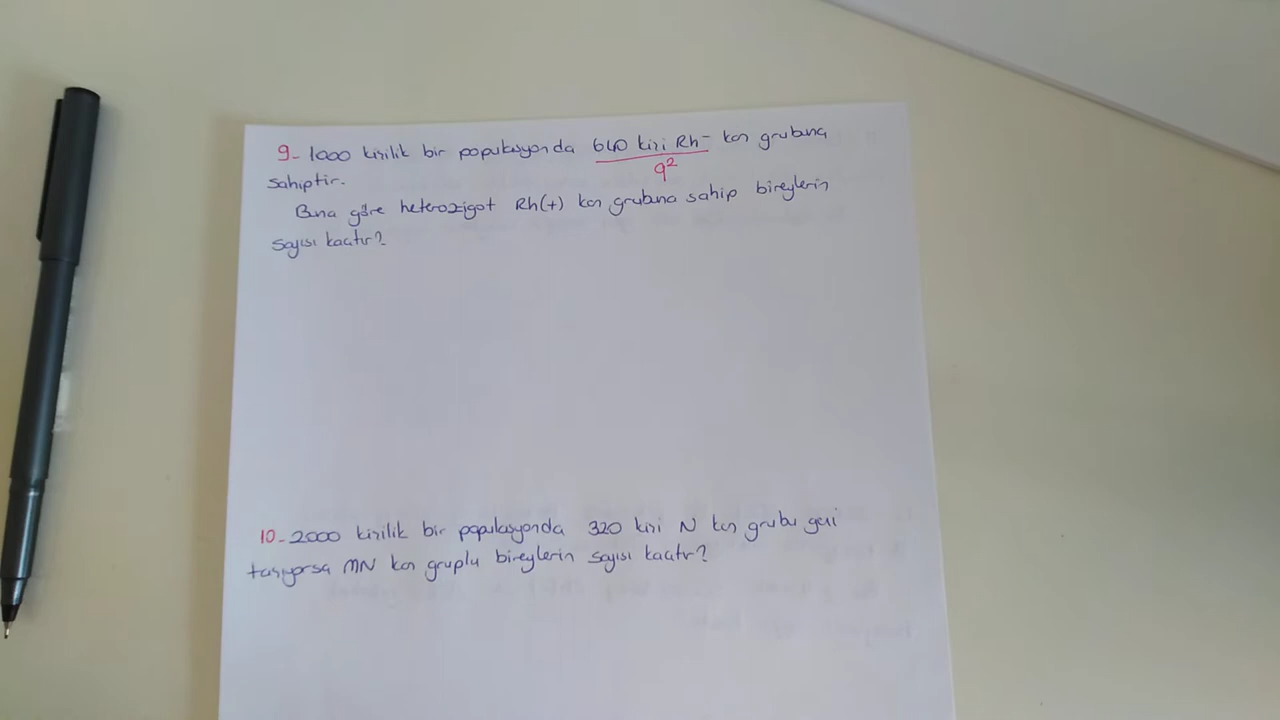 9- 1000 kişilik bir populasyonda 640 kişi Rh⁻ kan grubuna
q²
sahiptir.
Buna göre heterozigot Rh(+) kan grubuna sahip bireylerin
sayısı kaçtır?
10- 2000 kişilik bir populasyonda 320 kişi N kan grubu geni
taşıyorsa MN kan gruplu bireylerin sayısı kaçtır?